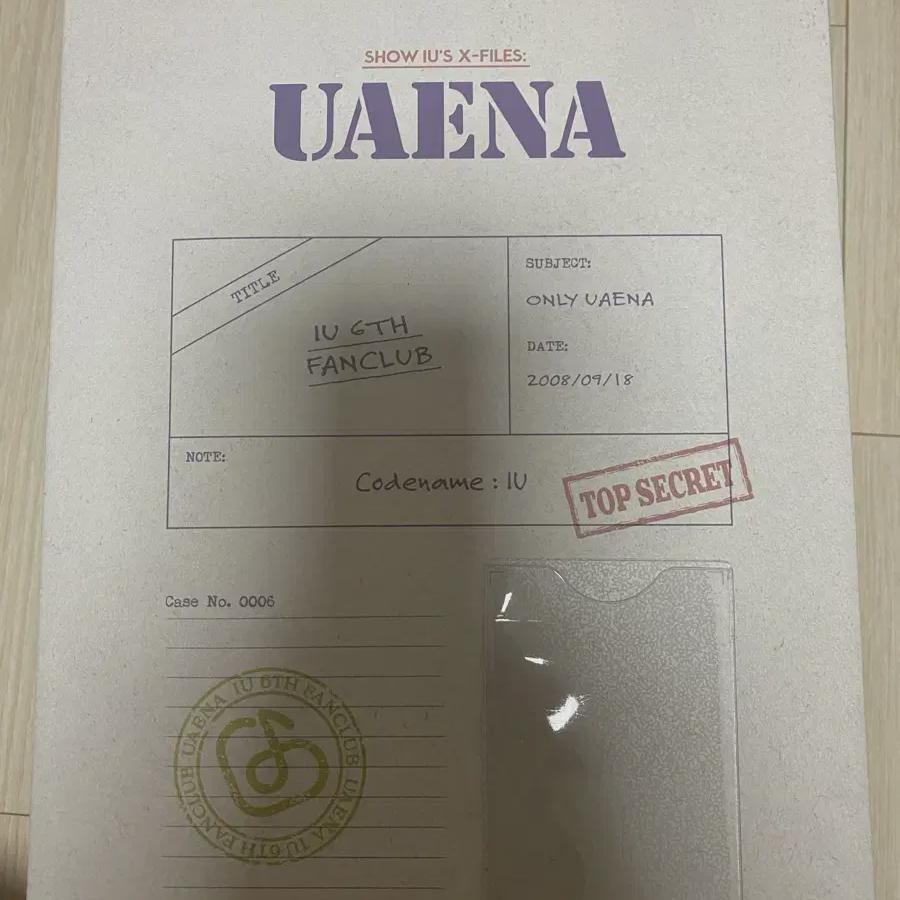 SHOW IU'S X-FILES:
UAENA
TITLE
IU 6TH
FANCLUB
SUBJECT:
ONLY UAENA
DATE:
2008/09/18
NOTE:
Codename : IU
TOP SECRET
Case No. 0006
UAENA IU 6TH FANCLUB UAENA IU 6TH FANCLUB